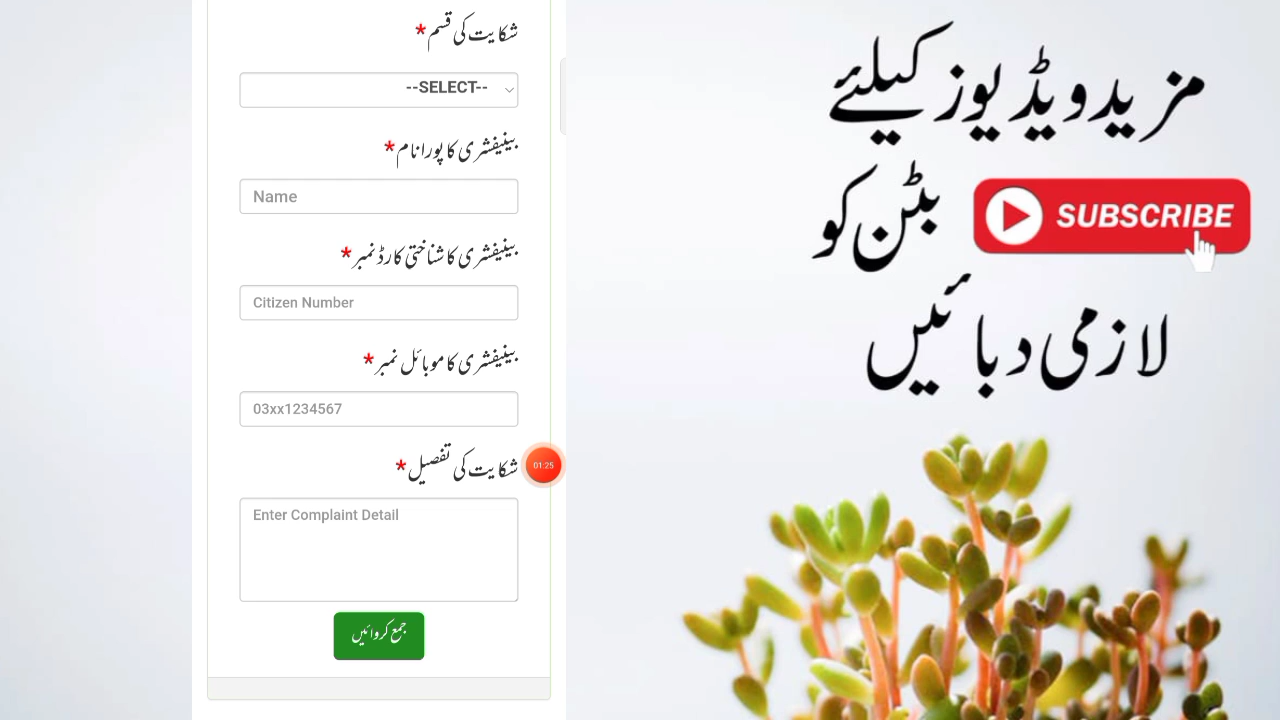 شکایت کی قسم*
--SELECT--
بینیفشری کا پورا نام*
Name
بینیفشری کا شناختی کارڈ نمبر*
Citizen Number
بینیفشری کا موبائل نمبر*
03xx1234567
شکایت کی تفصیل*
01:25
Enter Complaint Detail
جمع کروائیں
مزید ویڈیوز کیلئے
SUBSCRIBE بٹن کو
لازمی دبائیں